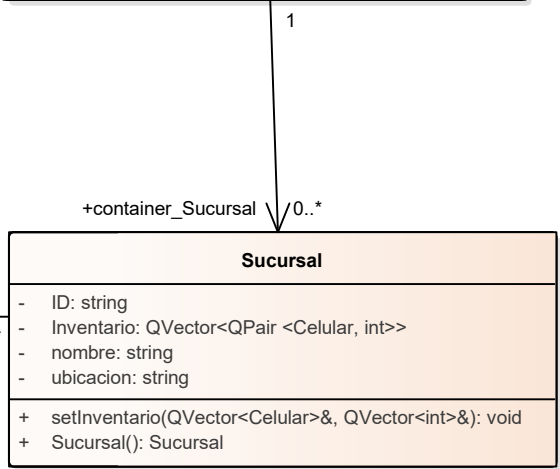 1
+container_Sucursal 0..*
Sucursal
- ID: string
- Inventario: QVector<QPair <Celular, int>>
- nombre: string
- ubicacion: string
+ setInventario(QVector<Celular>&, QVector<int>&): void
+ Sucursal(): Sucursal